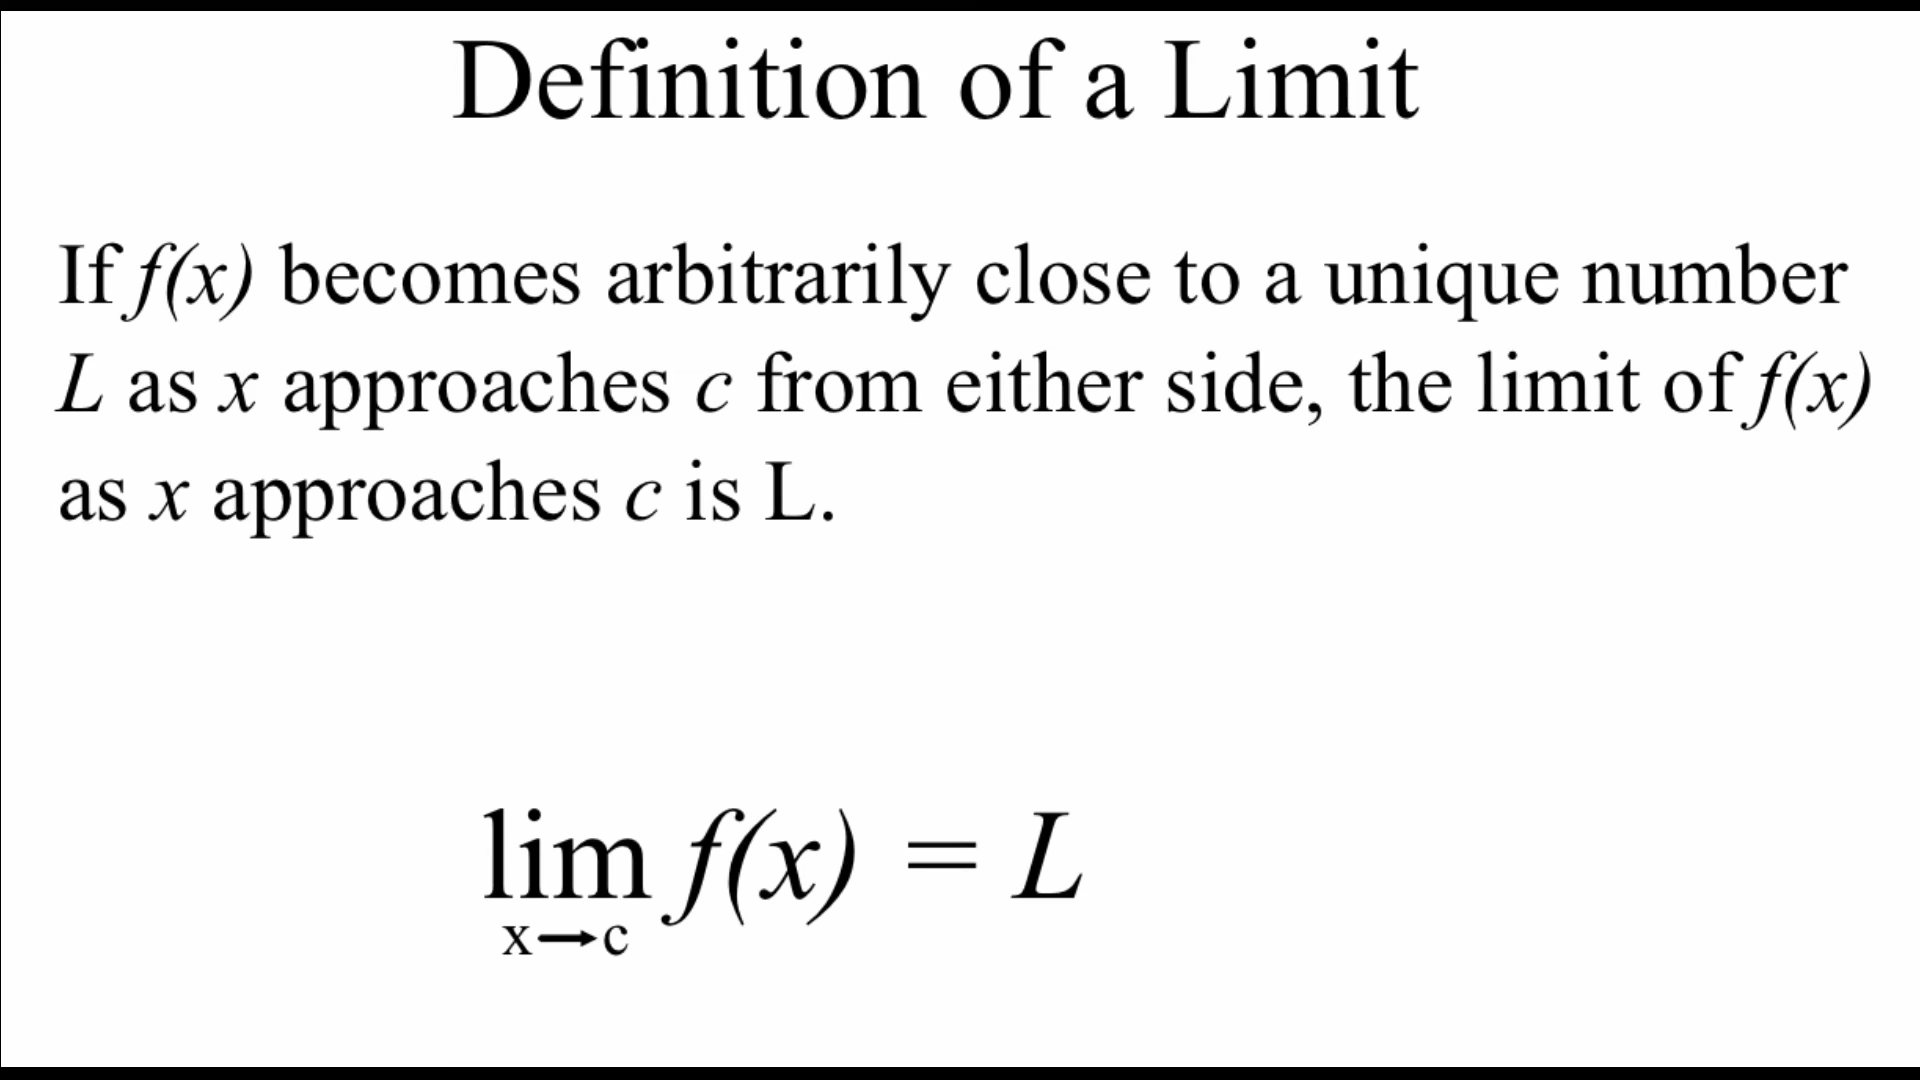 Definition of a Limit
If f(x) becomes arbitrarily close to a unique number
L as x approaches c from either side, the limit of f(x)
as x approaches c is L.
lim f(x) = L
x→c